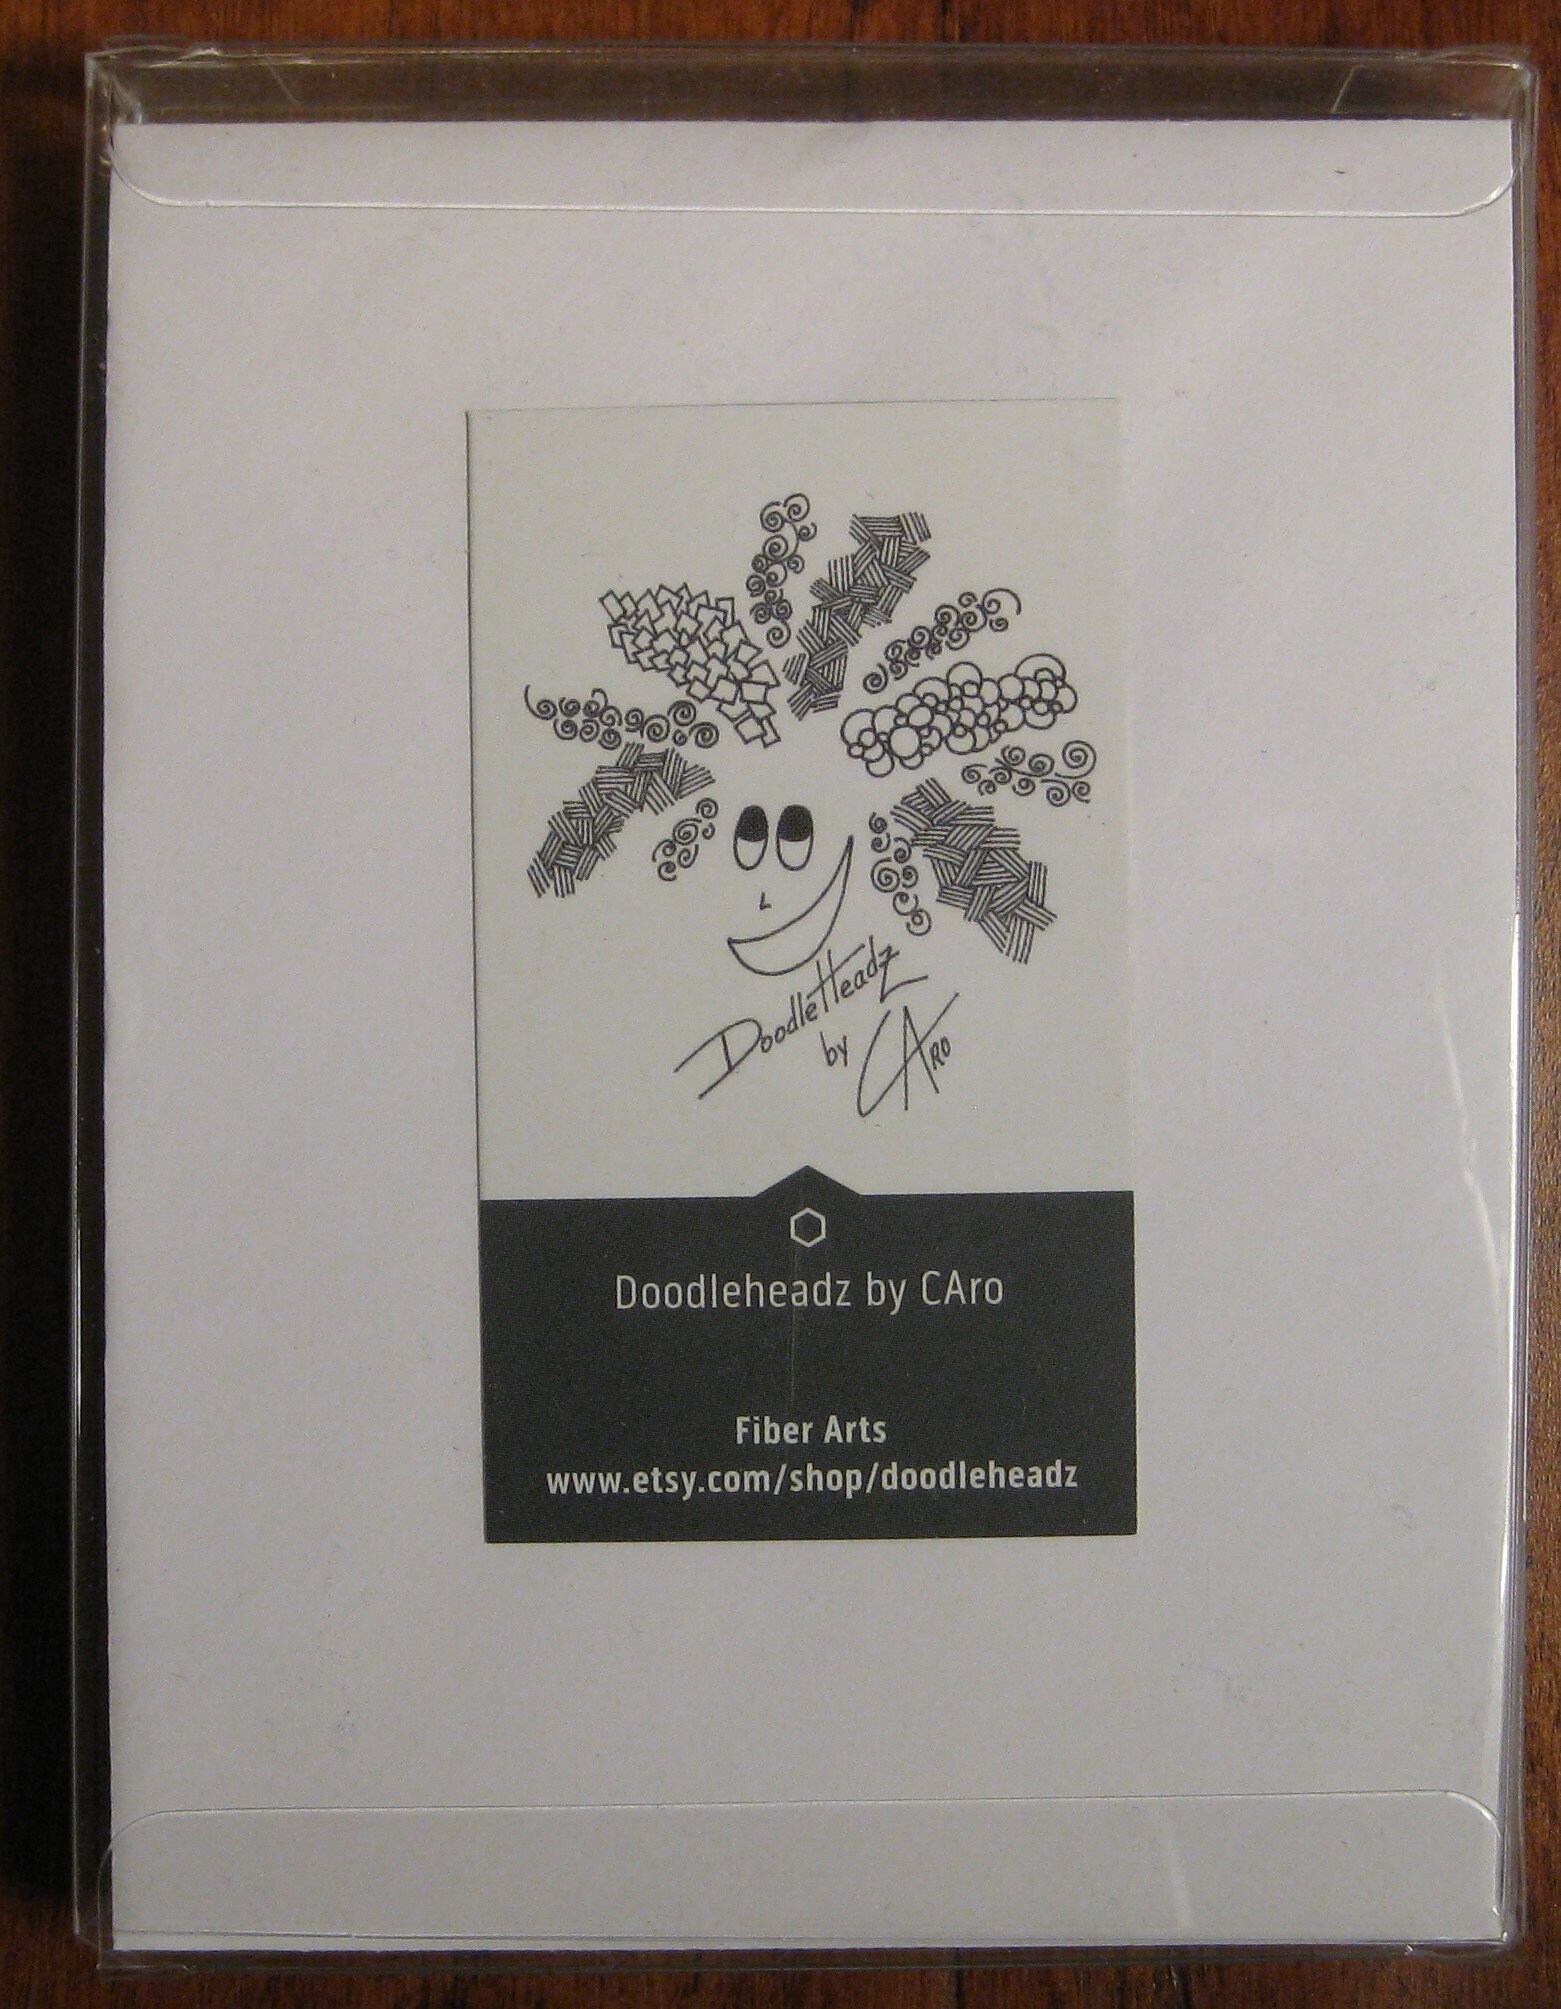 DoodleHeadz
by CAro
Doodleheadz by CAro
Fiber Arts
www.etsy.com/shop/doodleheadz